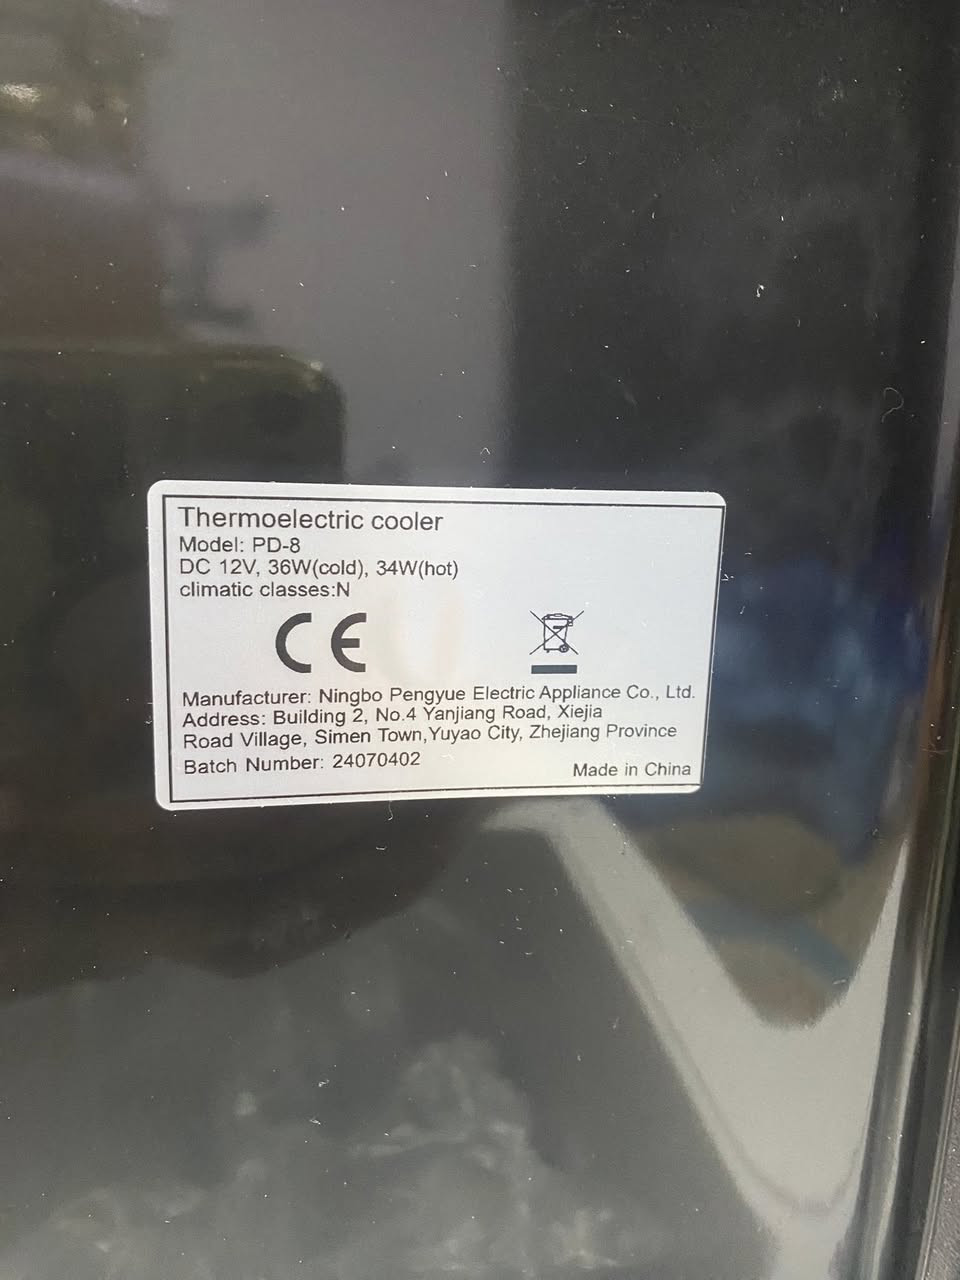 Thermoelectric cooler
Model: PD-8
DC 12V, 36W(cold), 34W(hot)
climatic classes:N
CE
Manufacturer: Ningbo Pengyue Electric Appliance Co., Ltd.
Address: Building 2, No.4 Yanjiang Road, Xiejia
Road Village, Simen Town,Yuyao City, Zhejiang Province
Batch Number: 24070402
Made in China